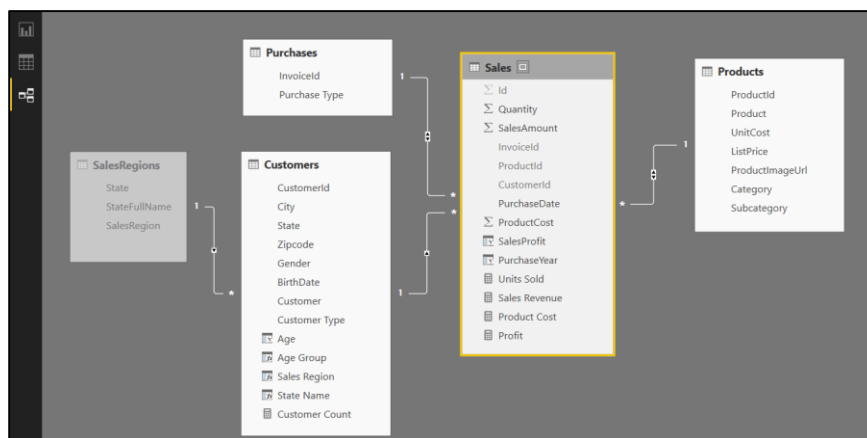 Purchases
InvoiceId
Purchase Type
1
SalesRegions
State
StateFullName
SalesRegion
1
*
Customers
CustomerId
City
State
Zipcode
Gender
BirthDate
Customer
Customer Type
Age
Age Group
Sales Region
State Name
Customer Count
1
*
*
Sales
Id
Quantity
SalesAmount
InvoiceId
ProductId
CustomerId
PurchaseDate
ProductCost
SalesProfit
PurchaseYear
Units Sold
Sales Revenue
Product Cost
Profit
*
1
Products
ProductId
Product
UnitCost
ListPrice
ProductImageUrl
Category
Subcategory